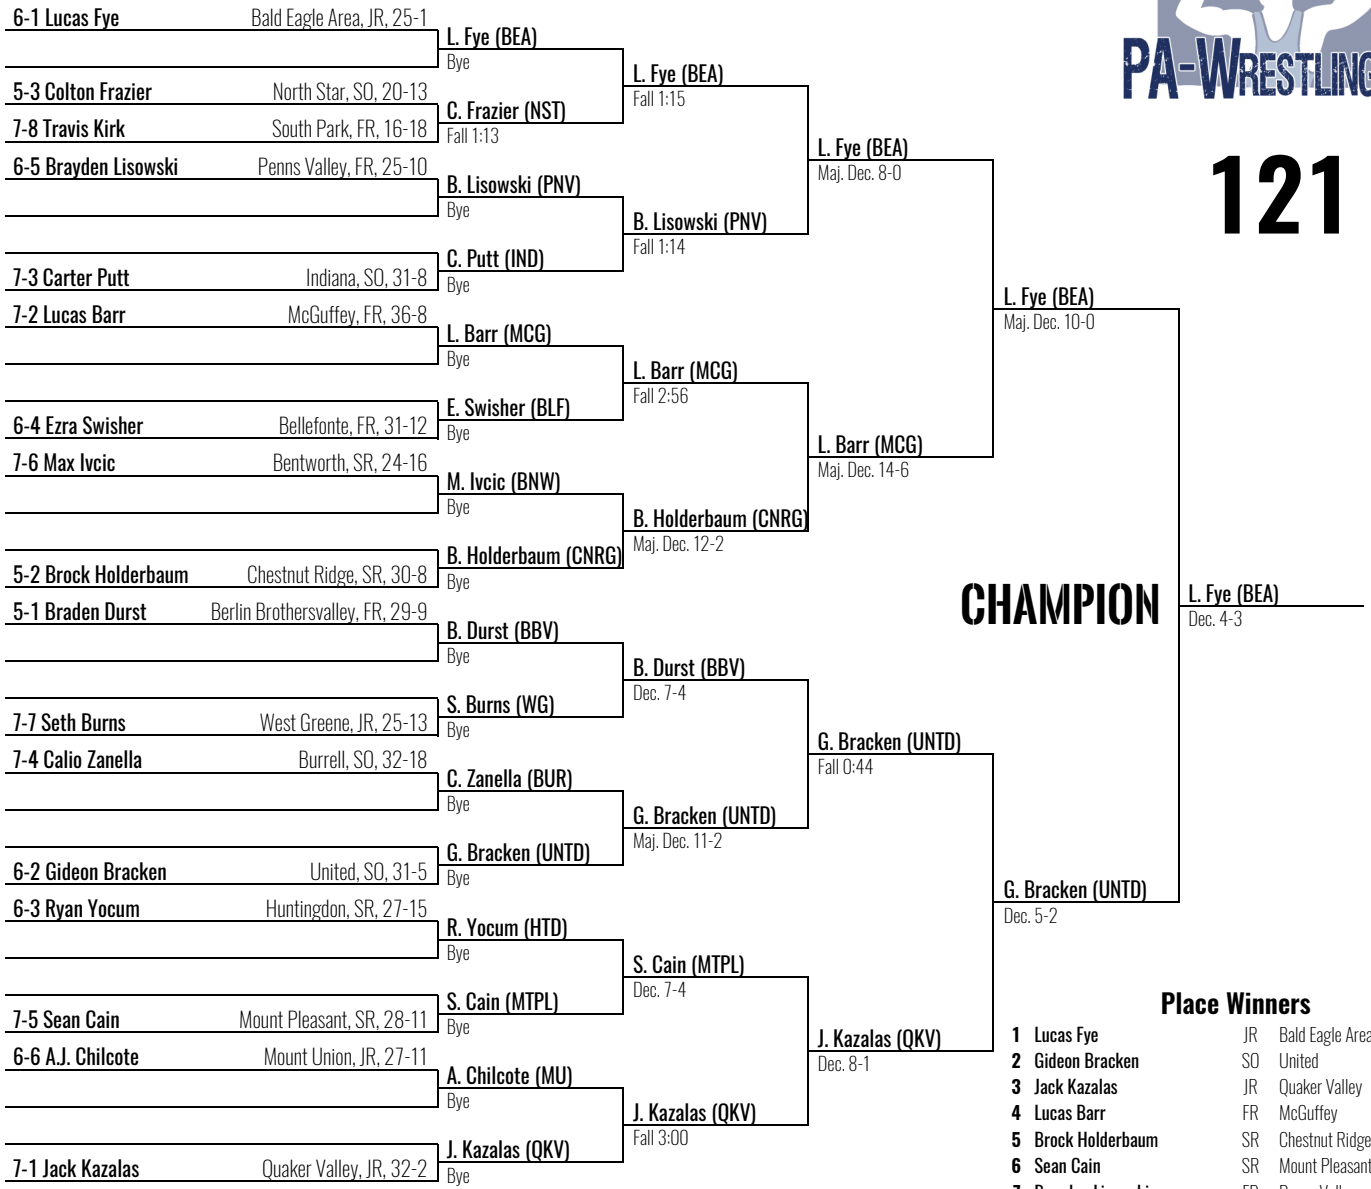 6-1 Lucas Fye Bald Eagle Area, JR, 25-1
L. Fye (BEA)
Bye
5-3 Colton Frazier North Star, SO, 20-13
C. Frazier (NST)
Fall 1:13
7-8 Travis Kirk South Park, FR, 16-18
6-5 Brayden Lisowski Penns Valley, FR, 25-10
B. Lisowski (PNV)
Bye
C. Putt (IND)
Bye
7-3 Carter Putt Indiana, SO, 31-8
7-2 Lucas Barr McGuffey, FR, 36-8
L. Barr (MCG)
Bye
E. Swisher (BLF)
Bye
6-4 Ezra Swisher Bellefonte, FR, 31-12
7-6 Max Ivcic Bentworth, SR, 24-16
M. Ivcic (BNW)
Bye
B. Holderbaum (CNRG)
Bye
5-2 Brock Holderbaum Chestnut Ridge, SR, 30-8
5-1 Braden Durst Berlin Brothersvalley, FR, 29-9
B. Durst (BBV)
Bye
S. Burns (WG)
Bye
7-7 Seth Burns West Greene, JR, 25-13
7-4 Calio Zanella Burrell, SO, 32-18
C. Zanella (BUR)
Bye
G. Bracken (UNTD)
Bye
6-2 Gideon Bracken United, SO, 31-5
6-3 Ryan Yocum Huntingdon, SR, 27-15
R. Yocum (HTD)
Bye
S. Cain (MTPL)
Bye
7-5 Sean Cain Mount Pleasant, SR, 28-11
6-6 A.J. Chilcote Mount Union, JR, 27-11
A. Chilcote (MU)
Bye
J. Kazalas (QKV)
Bye
7-1 Jack Kazalas Quaker Valley, JR, 32-2
L. Fye (BEA)
Fall 1:15
B. Lisowski (PNV)
Fall 1:14
L. Barr (MCG)
Fall 2:56
B. Holderbaum (CNRG)
Maj. Dec. 12-2
B. Durst (BBV)
Dec. 7-4
G. Bracken (UNTD)
Maj. Dec. 11-2
S. Cain (MTPL)
Dec. 7-4
J. Kazalas (QKV)
Fall 3:00
L. Fye (BEA)
Maj. Dec. 8-0
L. Barr (MCG)
Maj. Dec. 14-6
G. Bracken (UNTD)
Fall 0:44
J. Kazalas (QKV)
Dec. 8-1
L. Fye (BEA)
Maj. Dec. 10-0
G. Bracken (UNTD)
Dec. 5-2
PA-WRESTLING
121
CHAMPION
L. Fye (BEA)
Dec. 4-3
Place Winners
1 Lucas Fye JR Bald Eagle Area
2 Gideon Bracken SO United
3 Jack Kazalas JR Quaker Valley
4 Lucas Barr FR McGuffey
5 Brock Holderbaum SR Chestnut Ridge
6 Sean Cain SR Mount Pleasant